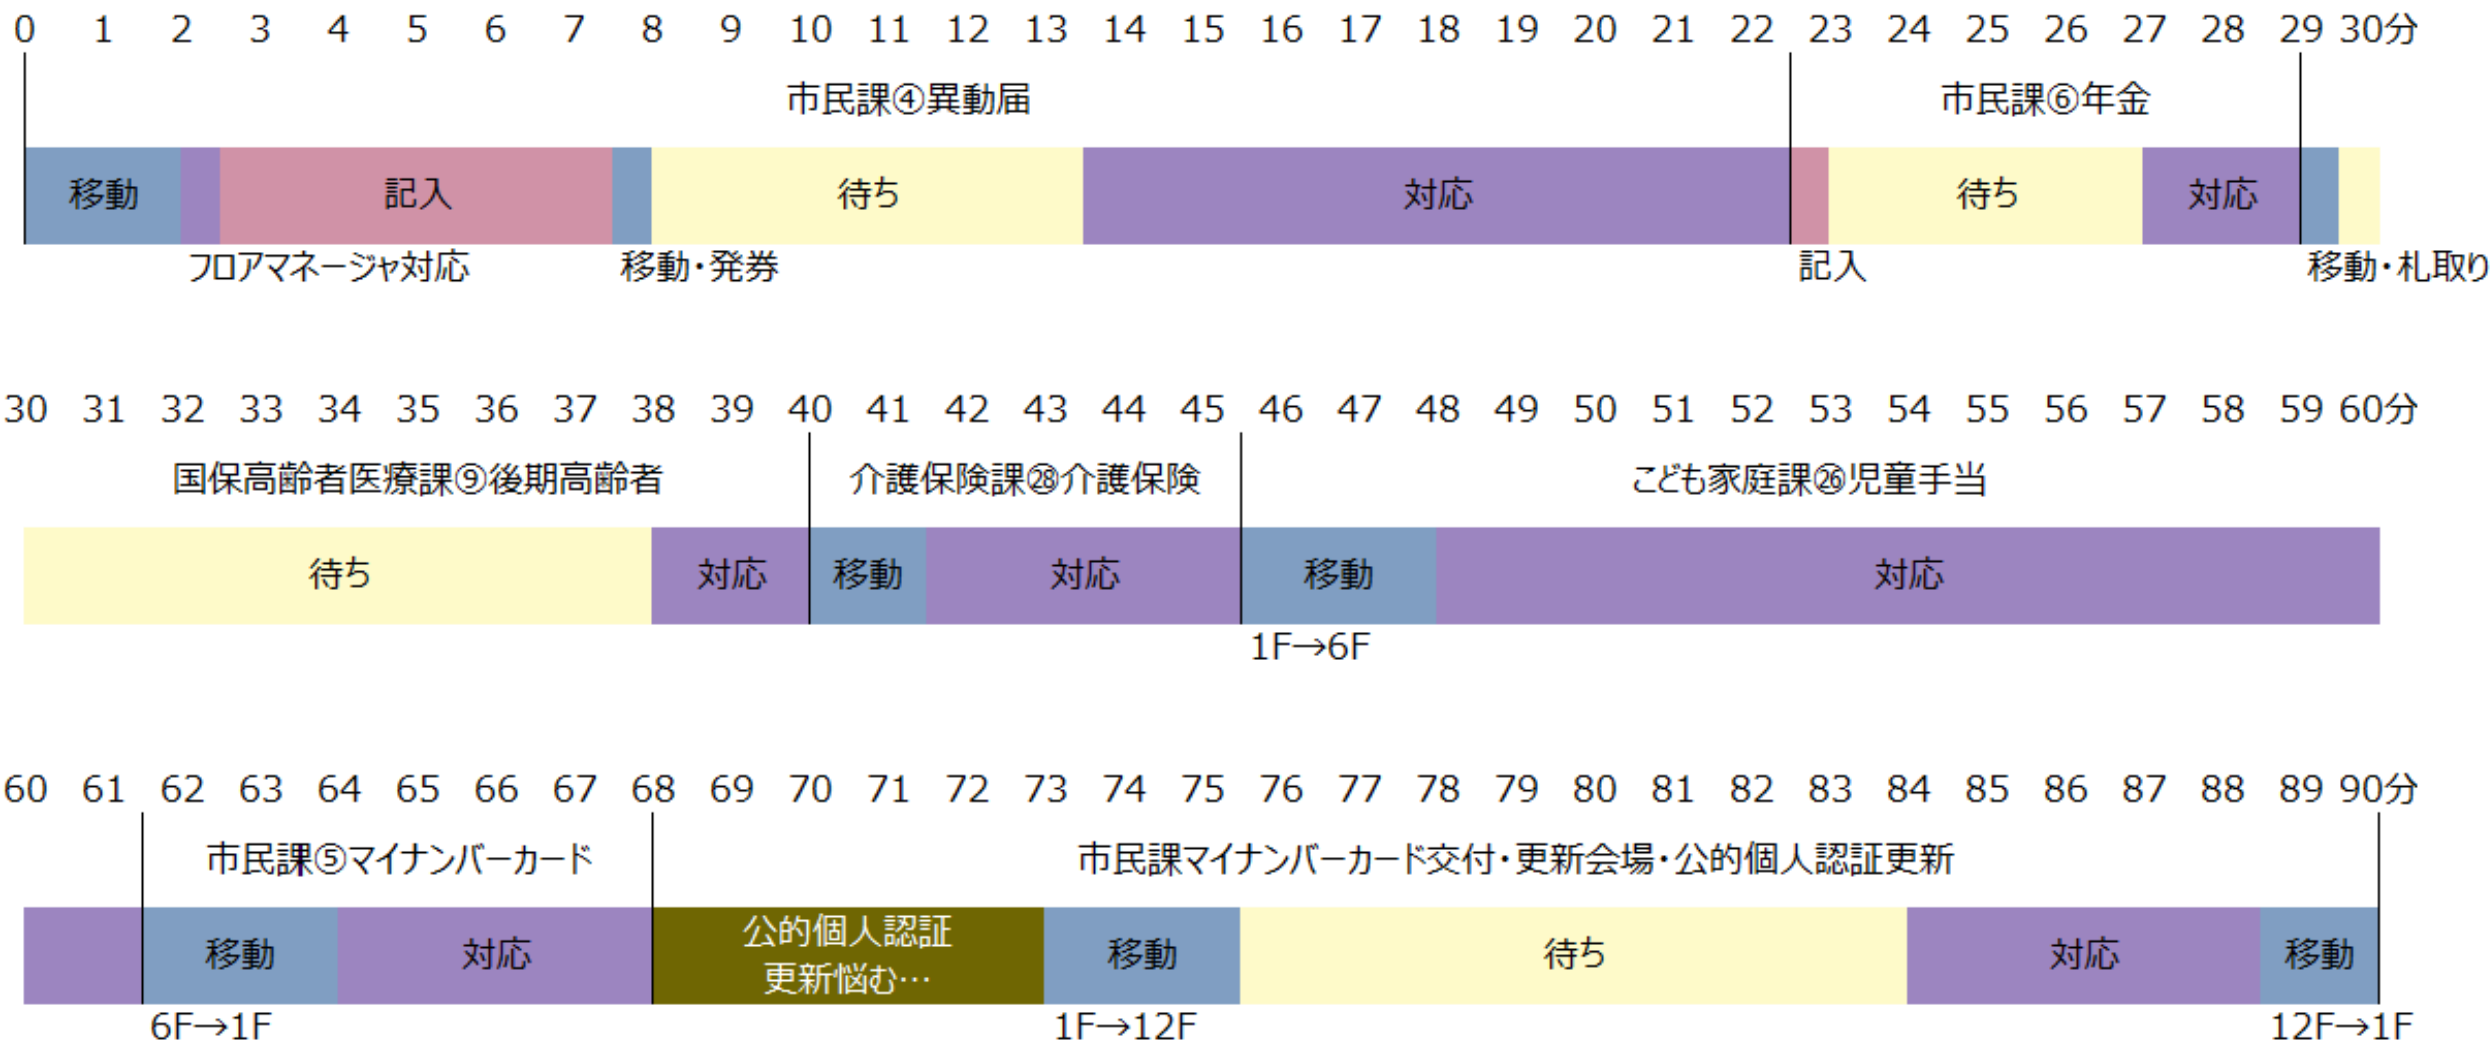 0 1 2 3 4 5 6 7 8 9 10 11 12 13 14 15 16 17 18 19 20 21 22 23 24 25 26 27 28 29 30分
市民課④異動届 市民課⑥年金
移動 記入 待ち 対応 待ち 対応
フロアマネージャ対応 移動・発券 記入 移動・札取り
30 31 32 33 34 35 36 37 38 39 40 41 42 43 44 45 46 47 48 49 50 51 52 53 54 55 56 57 58 59 60分
国保高齢者医療課⑨後期高齢者 介護保険課㉘介護保険 こども家庭課㉖児童手当
待ち 対応 移動 対応 移動 対応
1F→6F
60 61 62 63 64 65 66 67 68 69 70 71 72 73 74 75 76 77 78 79 80 81 82 83 84 85 86 87 88 89 90分
市民課⑤マイナンバーカード 市民課マイナンバーカード交付・更新会場・公的個人認証更新
移動 対応 公的個人認証 移動 待ち 対応 移動
更新悩む…
6F→1F 1F→12F 12F→1F